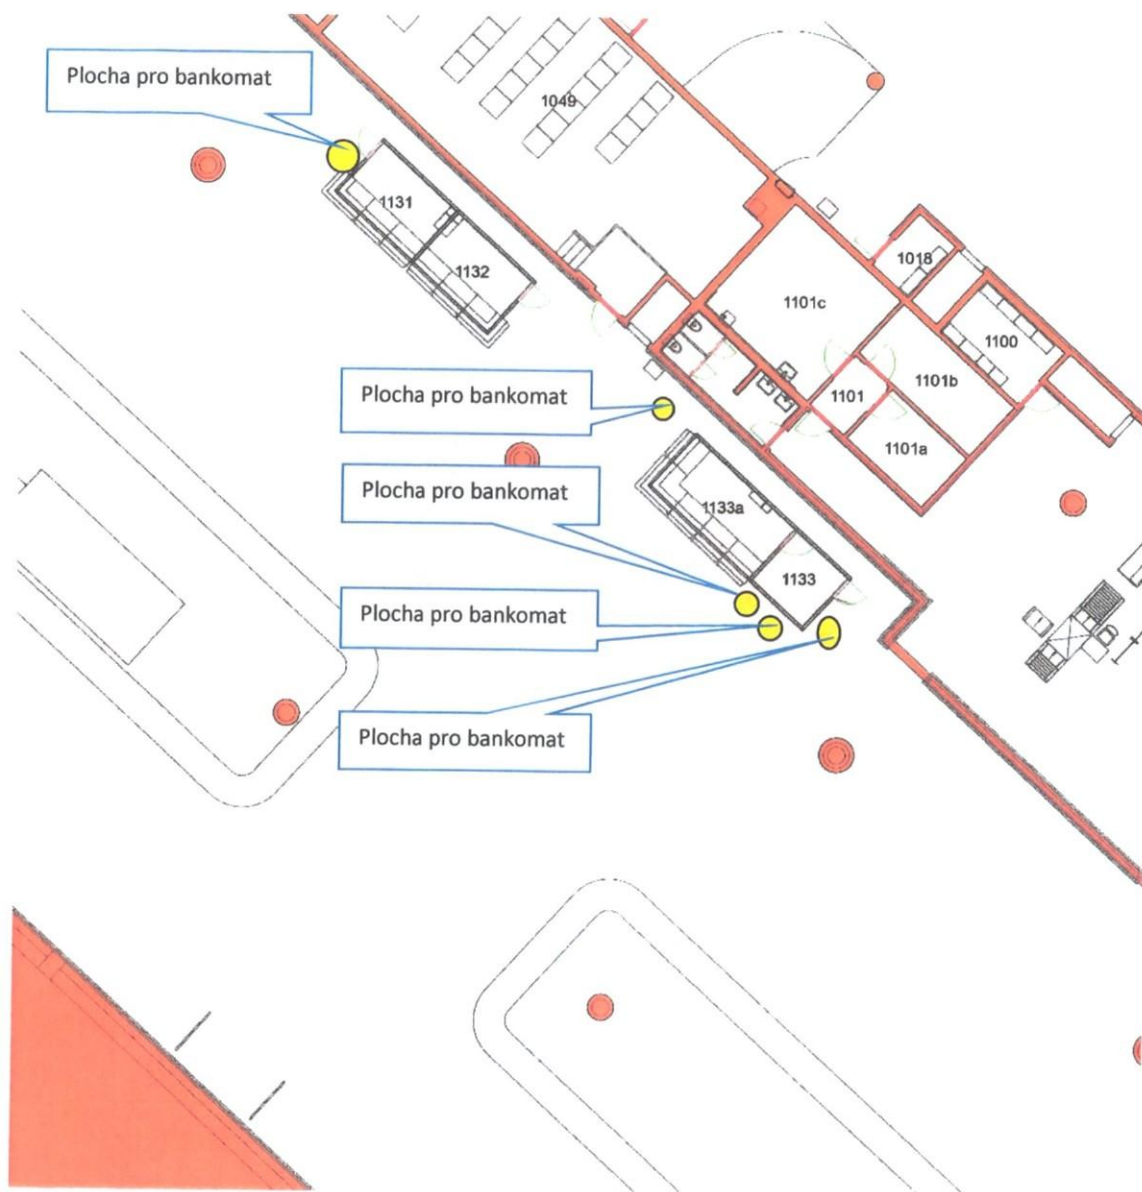 Plocha pro bankomat
1049
1131
1132
1018
1101c
1100
1101b
1101
1101a
Plocha pro bankomat
Plocha pro bankomat
1133a
1133
Plocha pro bankomat
Plocha pro bankomat